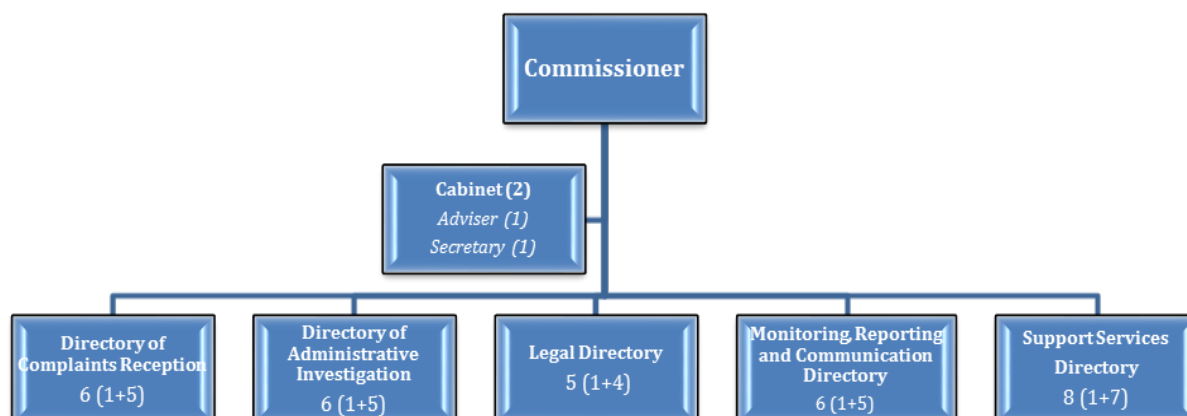 Commissioner
Cabinet (2)
Adviser (1)
Secretary (1)
Directory of
Complaints Reception
6 (1+5)
Directory of
Administrative
Investigation
6 (1+5)
Legal Directory
5 (1+4)
Monitoring, Reporting
and Communication
Directory
6 (1+5)
Support Services
Directory
8 (1+7)